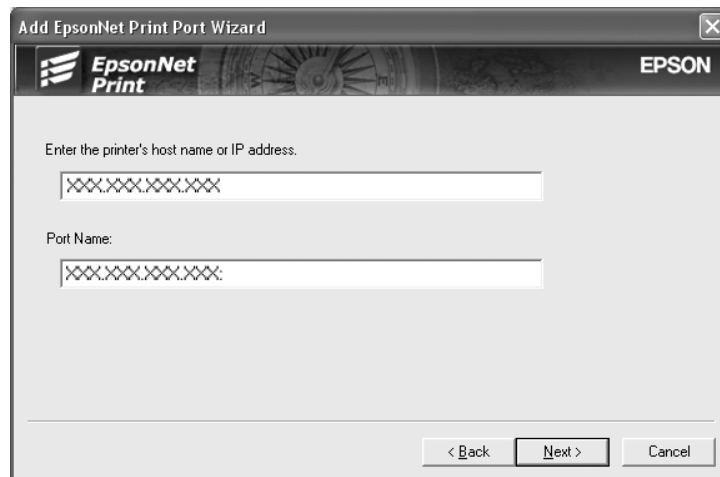 Add EpsonNet Print Port Wizard
EpsonNet
Print
EPSON
Enter the printer's host name or IP address.
XXX.XXX.XXX.XXX
Port Name:
XXX.XXX.XXX.XXX:
< Back Next > Cancel